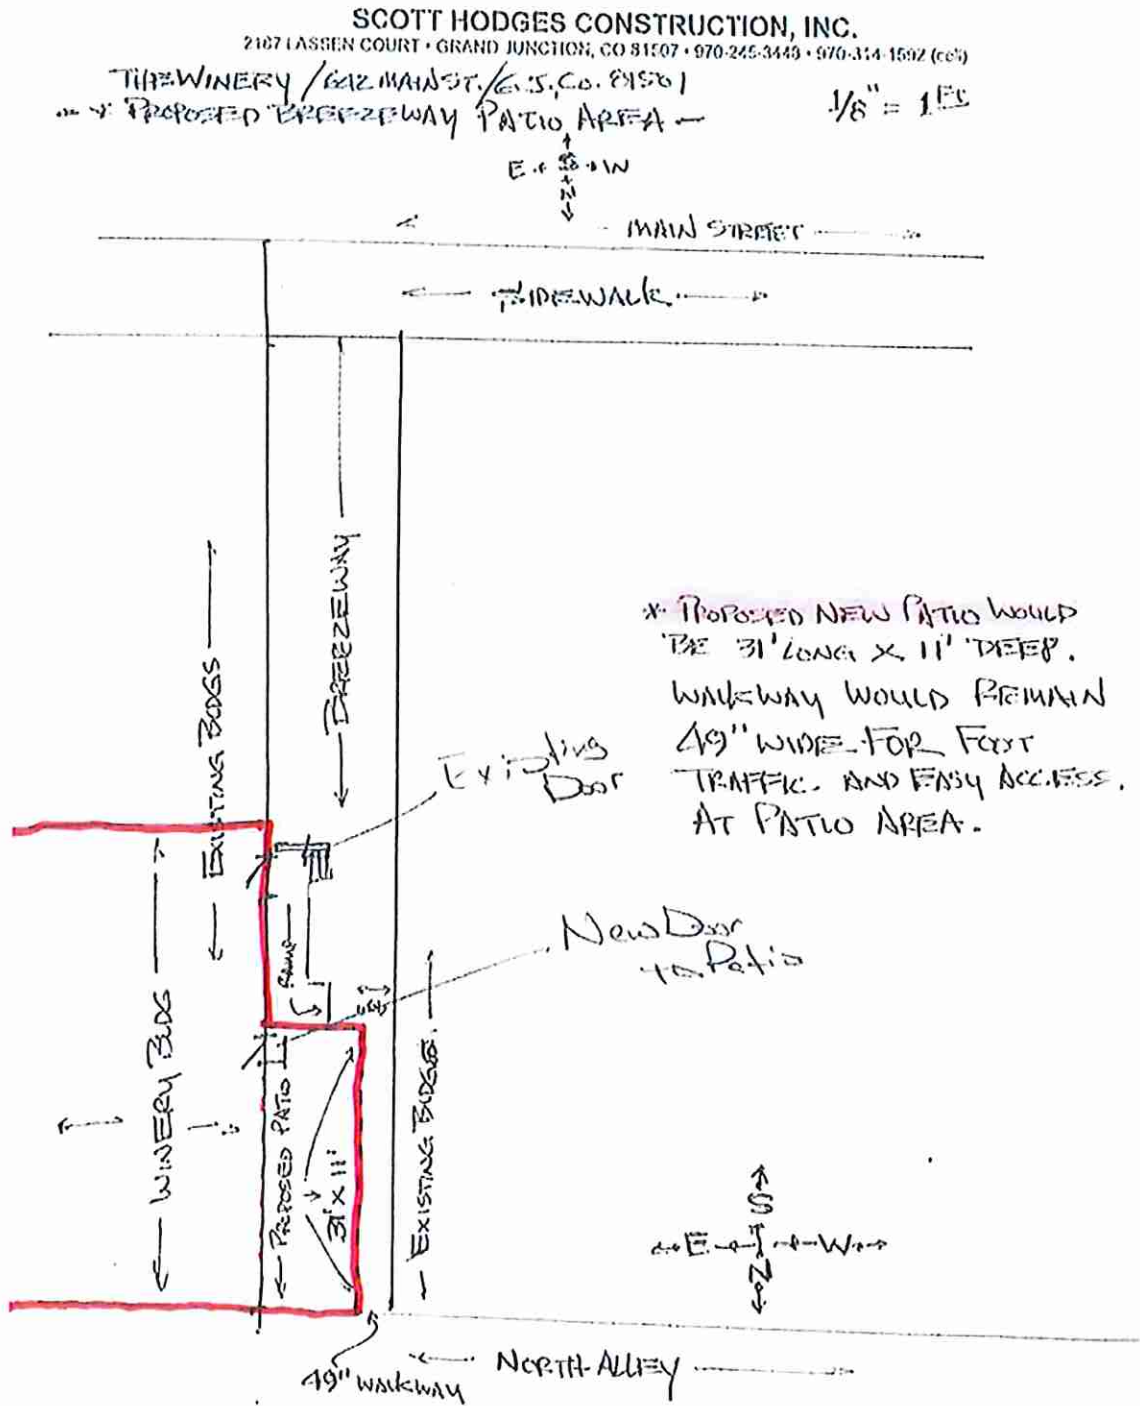 SCOTT HODGES CONSTRUCTION, INC.
2167 LASSEN COURT • GRAND JUNCTION, CO 81507 • 970-245-3443 • 970-314-1592 (cell)
THE WINERY / 642 MAIN ST. / G.J., CO. 81501
* PROPOSED BREEZEWAY PATIO AREA
1/8" = 1 FT
E S W
N
MAIN STREET
SIDEWALK
BREEZEWAY
EXISTING BLDGS
* PROPOSED NEW PATIO WOULD
BE 31' LONG X 11' DEEP.
WALKWAY WOULD REMAIN
49" WIDE FOR FOOT
TRAFFIC. AND EASY ACCESS.
AT PATIO AREA.
Existing
Door
New Door
to Patio
RAMP
WINERY BLDG
PROPOSED PATIO
31' X 11'
EXISTING BLDGS.
S
E W
N
49" WALKWAY
NORTH ALLEY